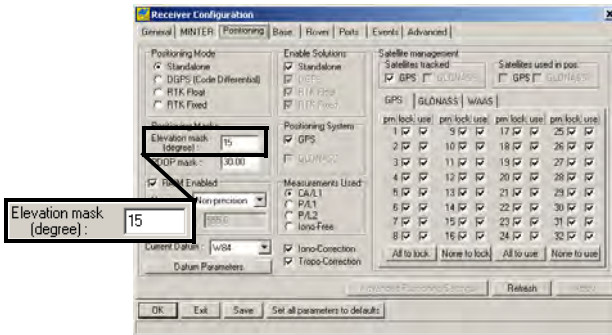 Receiver Configuration
General MINTER Positioning Base Rover Ports Events Advanced
Positioning Mode
Standalone
DGPS (Code Differential)
RTK Float
RTK Fixed
Enable Solutions
Standalone
DGPS
RTK Float
RTK Fixed
Satellite management
Satellites tracked
GPS GLONASS
Satellites used in pos.
GPS GLONASS
GPS GLONASS WAAS
prn lock use prn lock use prn lock use prn lock use
1 9 17 25
2 10 18 26
3 11 19 27
4 12 20 28
5 13 21 29
6 14 22 30
7 15 23 31
8 16 24 32
All to lock None to lock All to use None to use
Positioning Masks
Elevation mask (degree) : 15
PDOP mask : 30.00
Positioning System
GPS
GLONASS
RAIM Enabled
Non-precision
Measurements Used
CA/L1
P/L1
P/L2
Iono-Free
Elevation mask
(degree) :
15
Current Datum : W84
Datum Parameters
Iono-Correction
Tropo-Correction
Refresh Apply
OK Exit Save Set all parameters to defaults